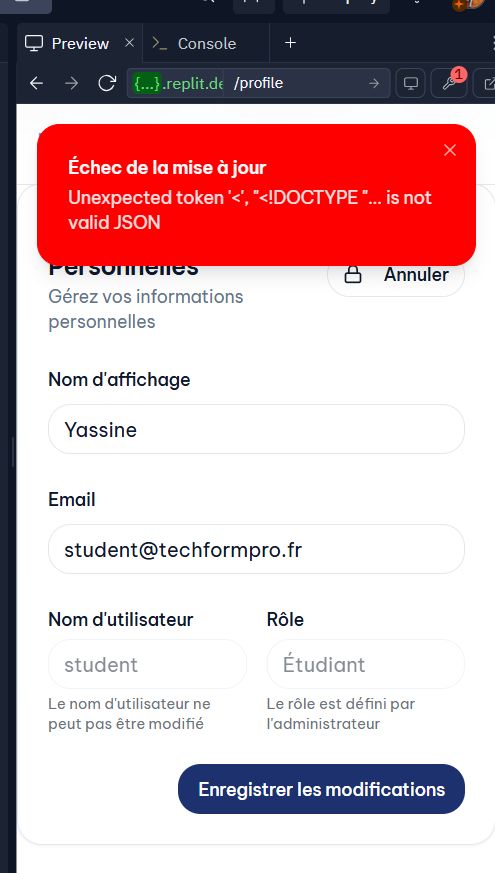 Preview
Console
{...}.replit.de /profile
1
Échec de la mise à jour
Unexpected token '<', "<!DOCTYPE "... is not
valid JSON
Personnelles
Annuler
Gérez vos informations
personnelles
Nom d'affichage
Yassine
Email
student@techformpro.fr
Nom d'utilisateur
Rôle
student
Étudiant
Le nom d'utilisateur ne
peut pas être modifié
Le rôle est défini par
l'administrateur
Enregistrer les modifications